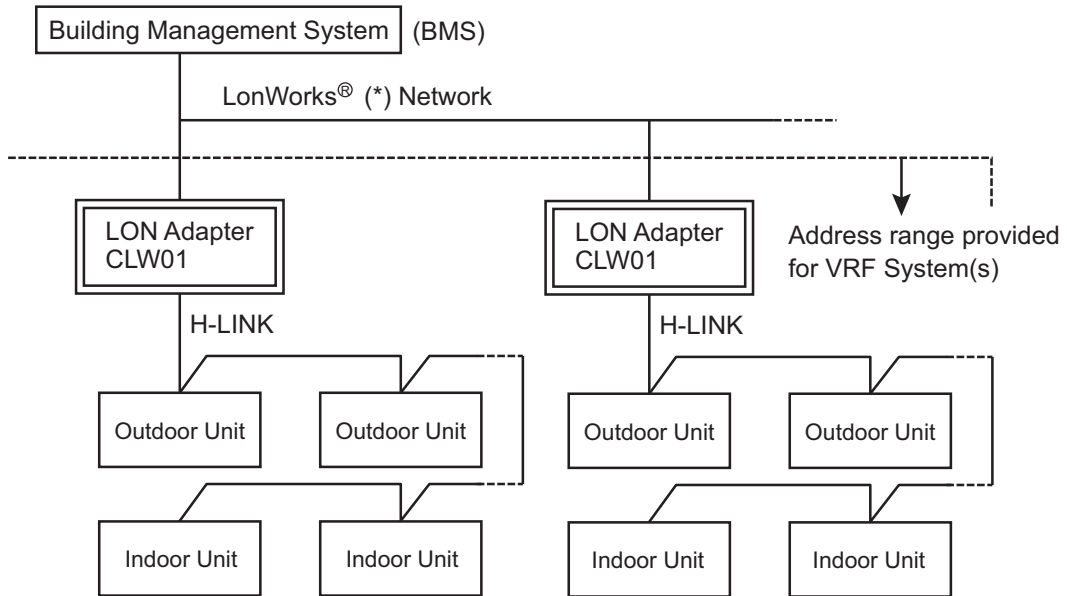 Building Management System (BMS)
LonWorks® (*) Network
LON Adapter
CLW01
LON Adapter
CLW01
Address range provided
for VRF System(s)
H-LINK
H-LINK
Outdoor Unit
Outdoor Unit
Outdoor Unit
Outdoor Unit
Indoor Unit
Indoor Unit
Indoor Unit
Indoor Unit